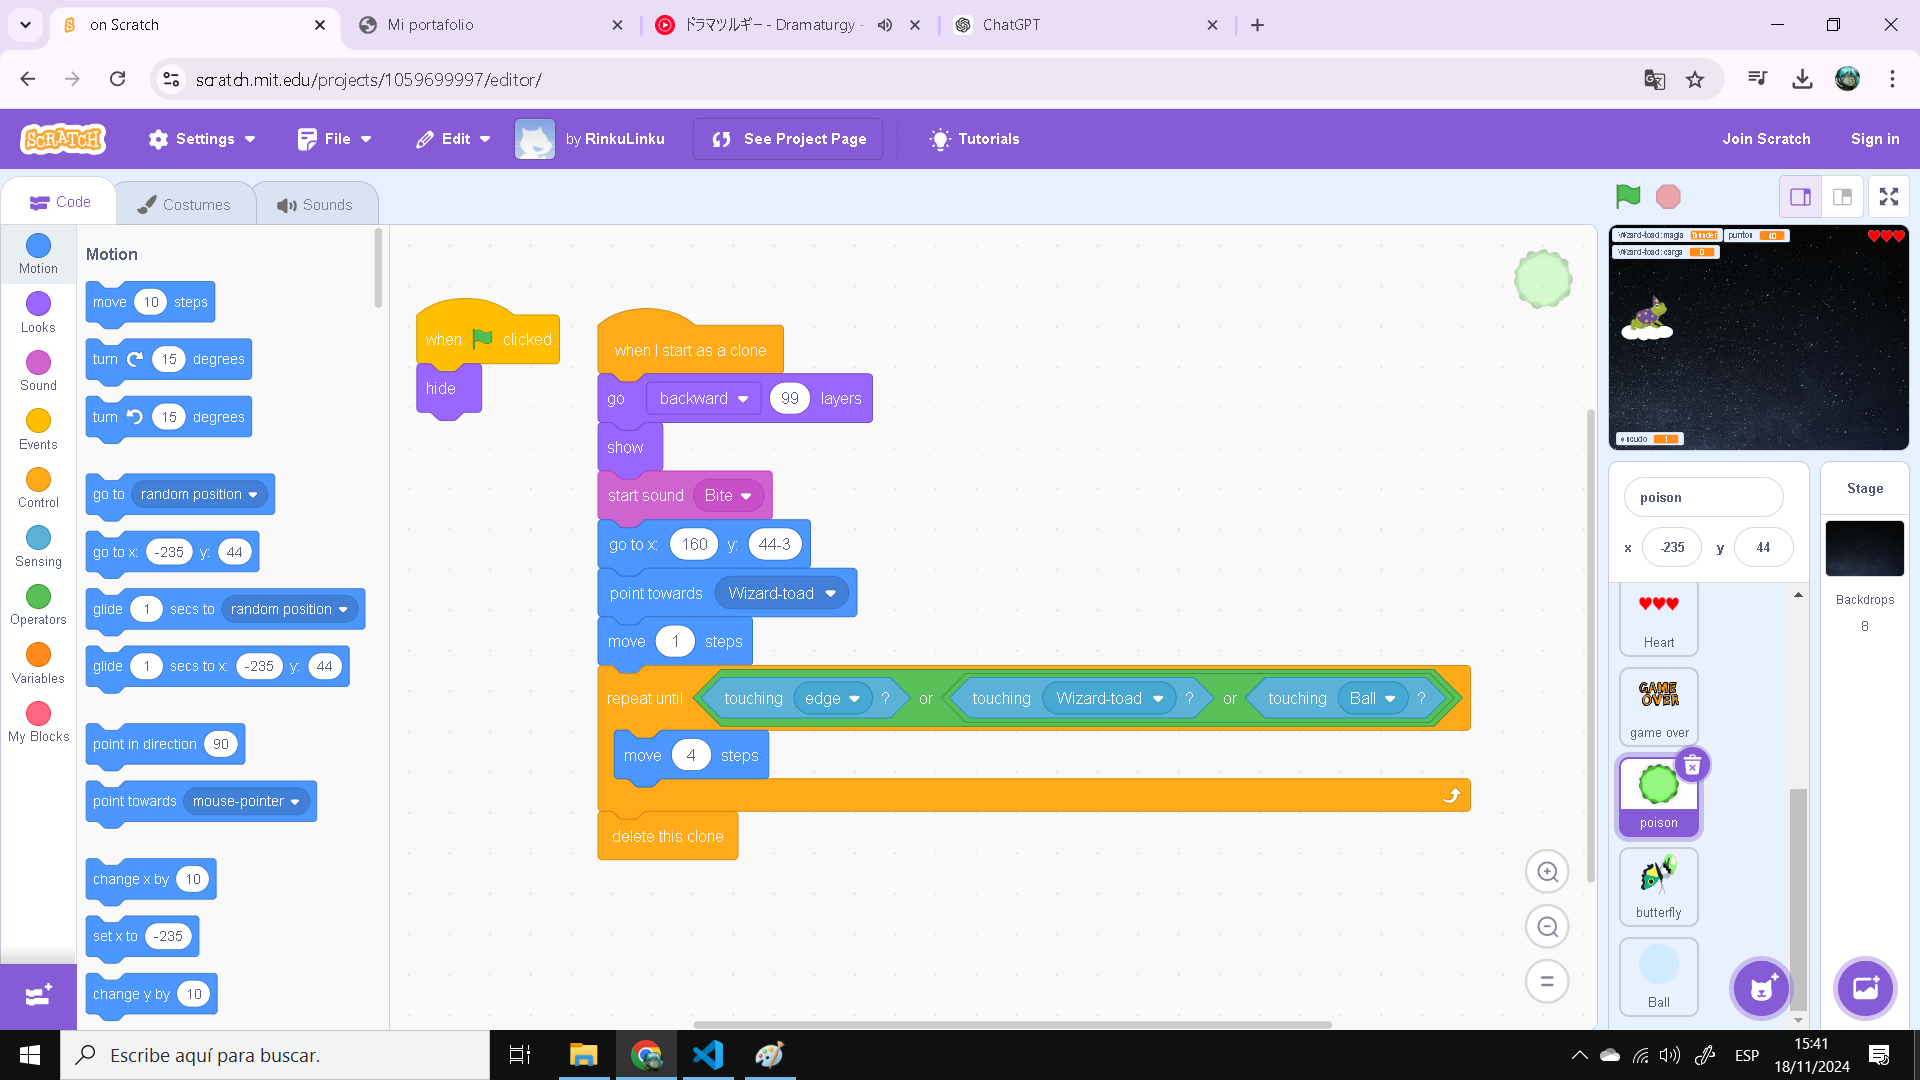 on Scratch
Mi portafolio
ドラマツルギー - Dramaturgy -
ChatGPT
scratch.mit.edu/projects/1059699997/editor/
SCRATCH
Settings
File
Edit
by RinkuLinku
See Project Page
Tutorials
Join Scratch
Sign in
Code
Costumes
Sounds
Motion
Looks
Sound
Events
Control
Sensing
Operators
Variables
My Blocks
Motion
move 10 steps
turn 15 degrees
turn 15 degrees
go to random position
go to x: -235 y: 44
glide 1 secs to random position
glide 1 secs to x: -235 y: 44
point in direction 90
point towards mouse-pointer
change x by 10
set x to -235
change y by 10
when clicked
hide
when I start as a clone
go backward 99 layers
show
start sound Bite
go to x: 160 y: 44-3
point towards Wizard-toad
move 1 steps
repeat until touching edge ? or touching Wizard-toad ? or touching Ball ?
move 4 steps
delete this clone
Wizard-toad: magia thunder
punton 40
Wizard-toad: carga 0
escudo 1
poison
x -235 y 44
Heart
GAME OVER
game over
poison
butterfly
Ball
Stage
Backdrops
8
Escribe aquí para buscar.
ESP
15:41
18/11/2024